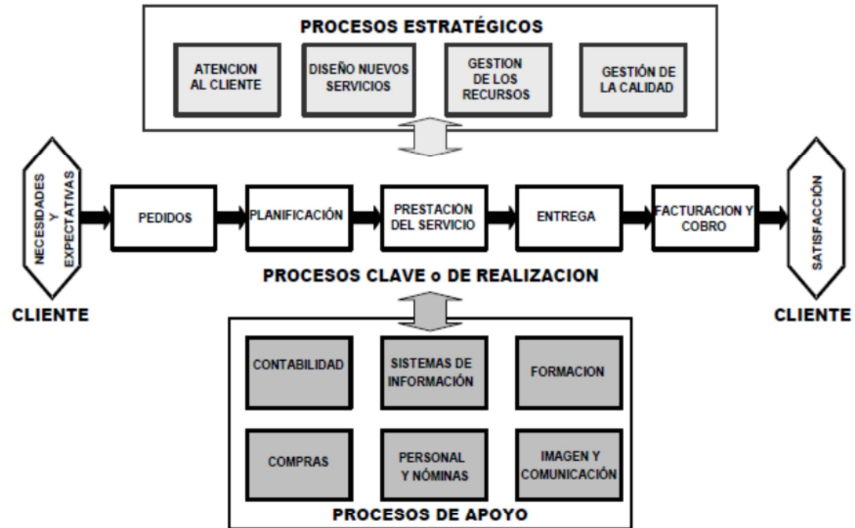 PROCESOS ESTRATÉGICOS
ATENCION
AL CLIENTE
DISEÑO NUEVOS
SERVICIOS
GESTION
DE LOS
RECURSOS
GESTIÓN DE
LA CALIDAD
NECESIDADES
Y
EXPECTATIVAS
CLIENTE
PEDIDOS
PLANIFICACIÓN
PRESTACIÓN
DEL SERVICIO
ENTREGA
FACTURACION Y
COBRO
SATISFACCIÓN
CLIENTE
PROCESOS CLAVE o DE REALIZACION
CONTABILIDAD
SISTEMAS DE
INFORMACIÓN
FORMACION
COMPRAS
PERSONAL
Y NÓMINAS
IMAGEN Y
COMUNICACIÓN
PROCESOS DE APOYO